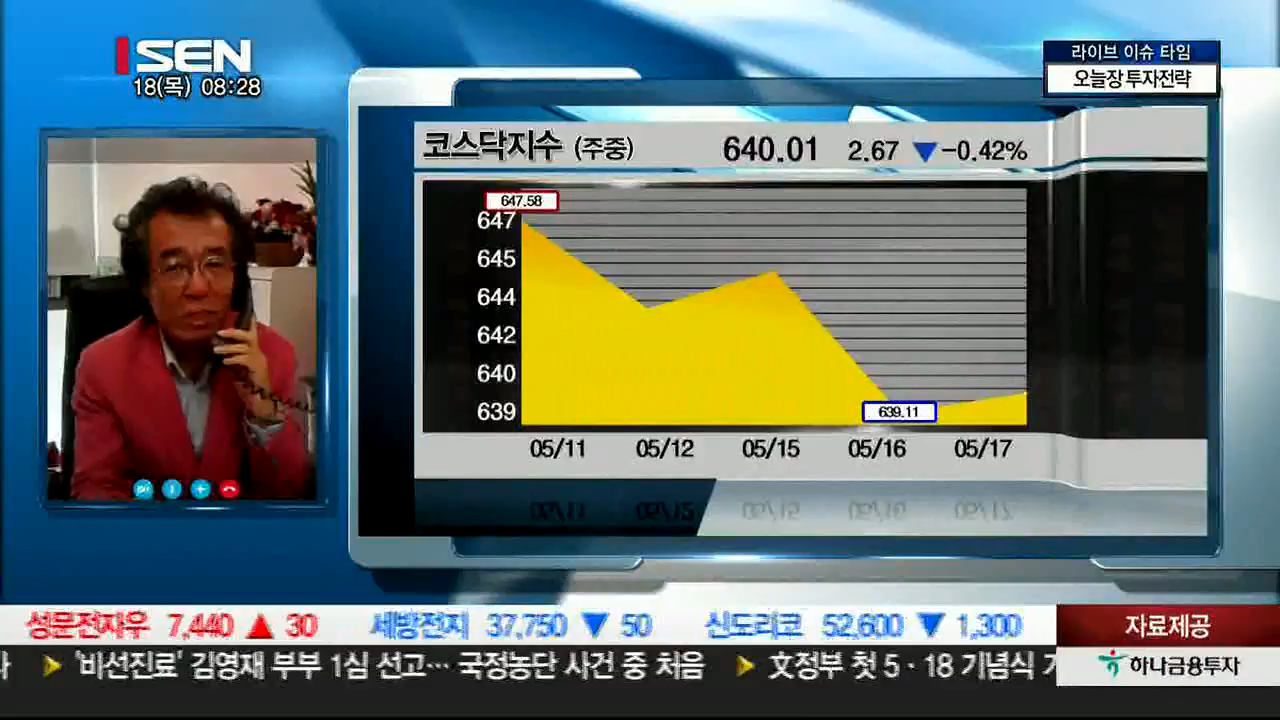 SEN
18(목) 08:28
라이브 이슈 타임
오늘장 투자전략
코스닥지수 (주중) 640.01 2.67 ▼-0.42%
647.58
647
645
644
642
640
639
639.11
05/11 05/12 05/15 05/16 05/17
성문전자우 7,440 ▲ 30 세방전지 37,750 ▼ 50 신도리코 52,600 ▼ 1,300
자료제공
▶ '비선진료' 김영재 부부 1심 선고… 국정농단 사건 중 처음 ▶ 文정부 첫 5·18 기념식
하나금융투자